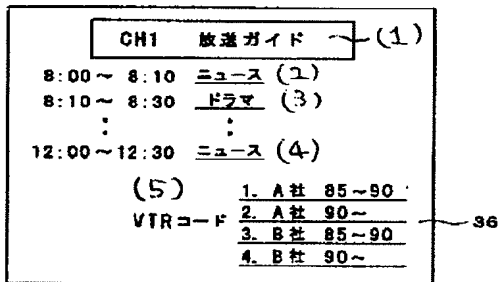 CH1 放送ガイド (1)
8:00～ 8:10 ニュース (2)
8:10～ 8:30 ドラマ (3)
: :
12:00～12:30 ニュース (4)
(5)
1. A社 85～90
VTRコード 2. A社 90～ 36
3. B社 85～90
4. B社 90～